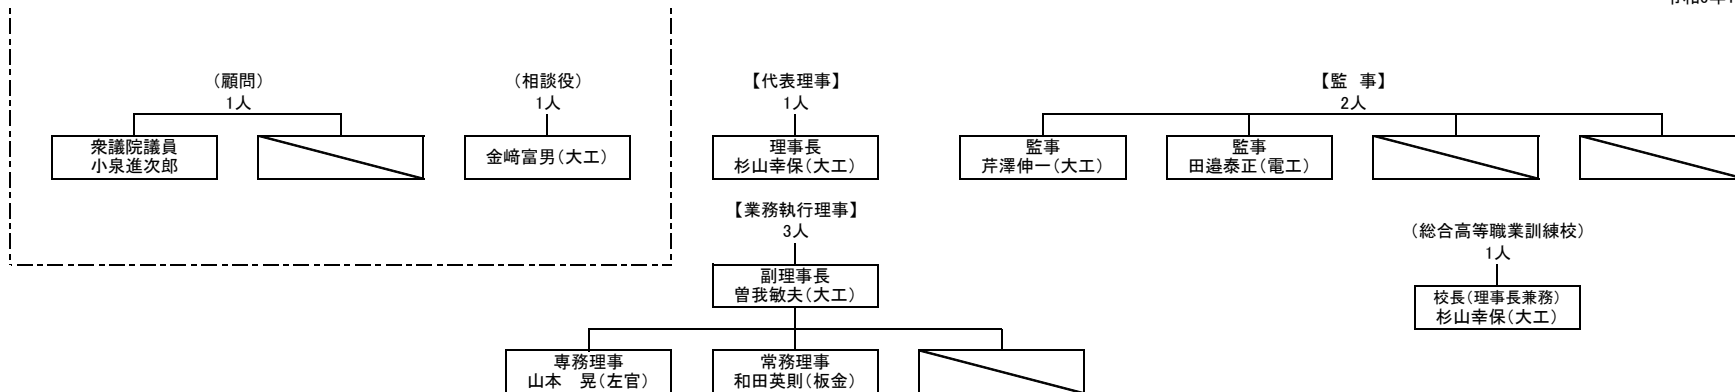 （顧問）
1人
衆議院議員
小泉進次郎
（相談役）
1人
金﨑富男（大工）
【代表理事】
1人
理事長
杉山幸保（大工）
【監　事】
2人
監事
芹澤伸一（大工）
監事
田邉泰正（電工）
【業務執行理事】
3人
副理事長
曽我敏夫（大工）
（総合高等職業訓練校）
1人
校長（理事長兼務）
杉山幸保（大工）
専務理事
山本　晃（左官）
常務理事
和田英則（板金）